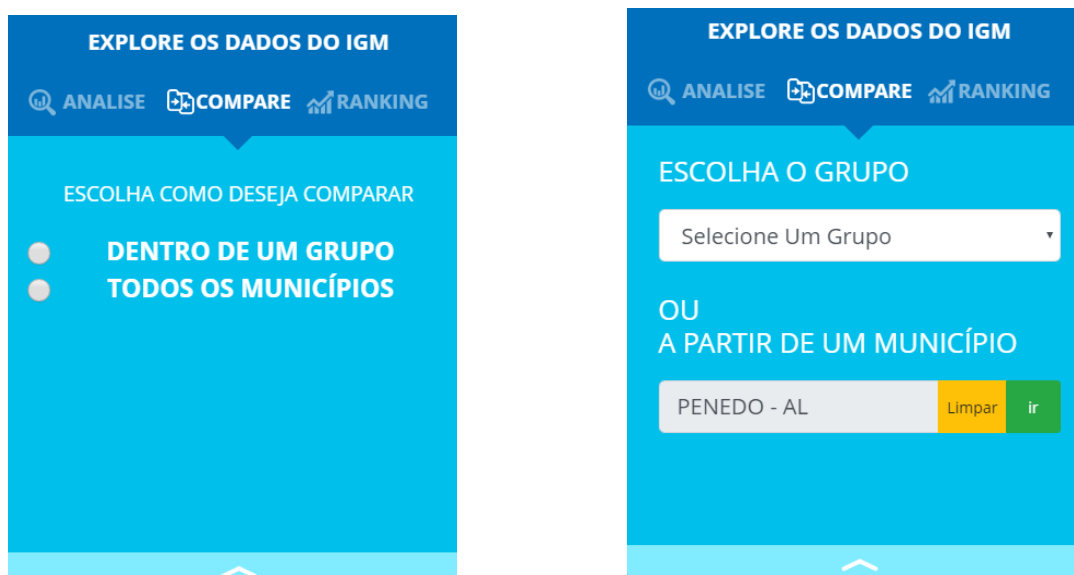 EXPLORE OS DADOS DO IGM
ANALISE COMPARE RANKING
ESCOLHA COMO DESEJA COMPARAR
DENTRO DE UM GRUPO
TODOS OS MUNICÍPIOS
EXPLORE OS DADOS DO IGM
ANALISE COMPARE RANKING
ESCOLHA O GRUPO
Selecione Um Grupo
OU
A PARTIR DE UM MUNICÍPIO
PENEDO - AL Limpar ir